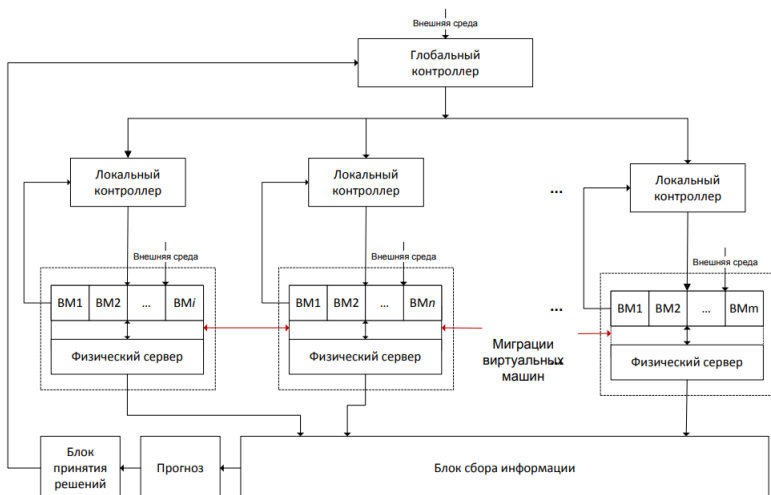 Внешняя среда
Глобальный
контроллер
Локальный
контроллер
Локальный
контроллер
...
Локальный
контроллер
Внешняя среда
Внешняя среда
Внешняя среда
ВМ1 ВМ2 ... ВМi
ВМ1 ВМ2 ... ВМn
...
ВМ1 ВМ2 ... ВМm
Физический сервер
Физический сервер
Миграции
виртуальных
машин
Физический сервер
Блок
принятия
решений
Прогноз
Блок сбора информации